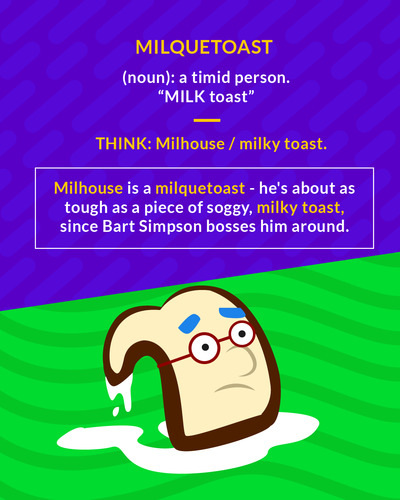 MILQUETOAST
(noun): a timid person.
“MILK toast”
THINK: Milhouse / milky toast.
Milhouse is a milquetoast - he's about as
tough as a piece of soggy, milky toast,
since Bart Simpson bosses him around.